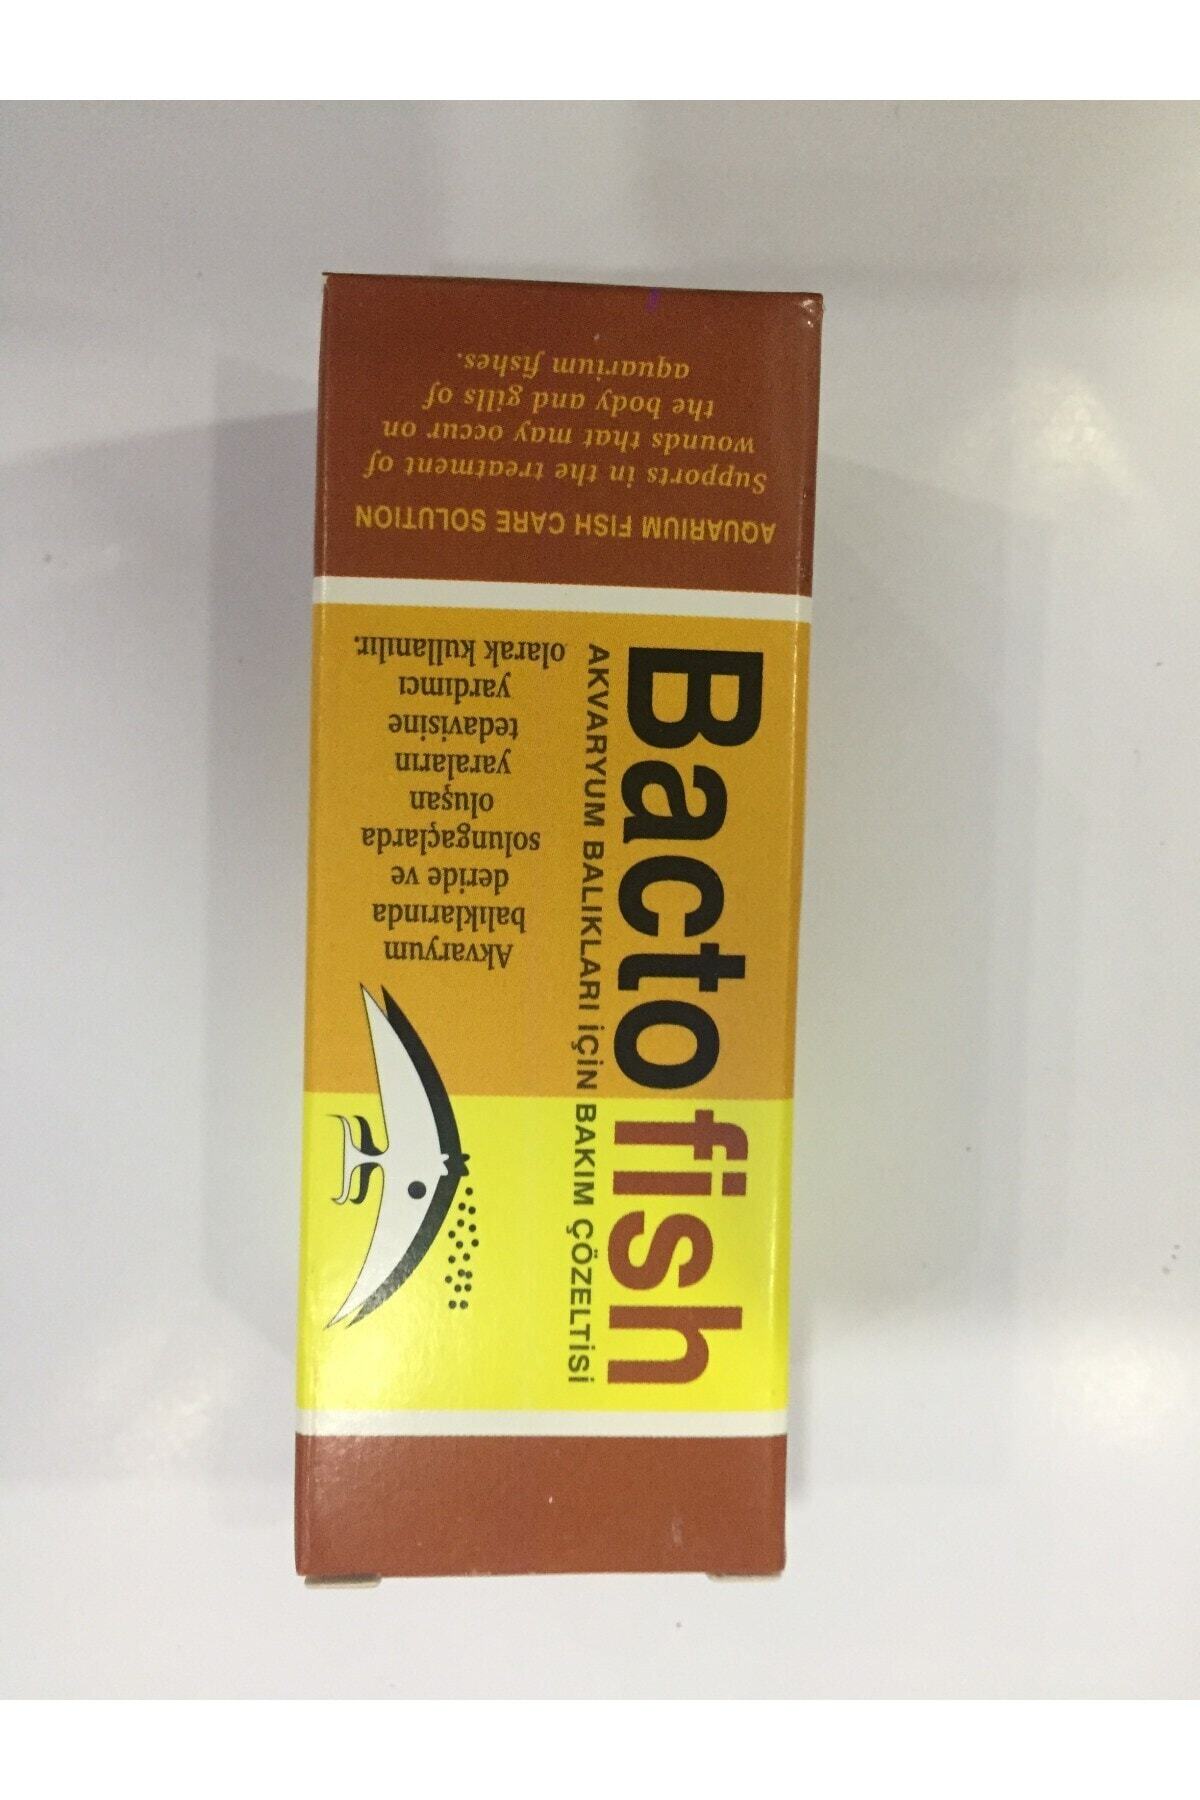 Bactofish
AKVARYUM BALIKLARI İÇİN BAKIM ÇÖZELTİSİ
Akvaryum
balıklarında
deride ve
solungaçlarda
oluşan
yaraların
tedavisine
yardımcı
olarak kullanılır.
AQUARIUM FISH CARE SOLUTION
Supports in the treatment of
wounds that may occur on
the body and gills of
aquarium fishes.